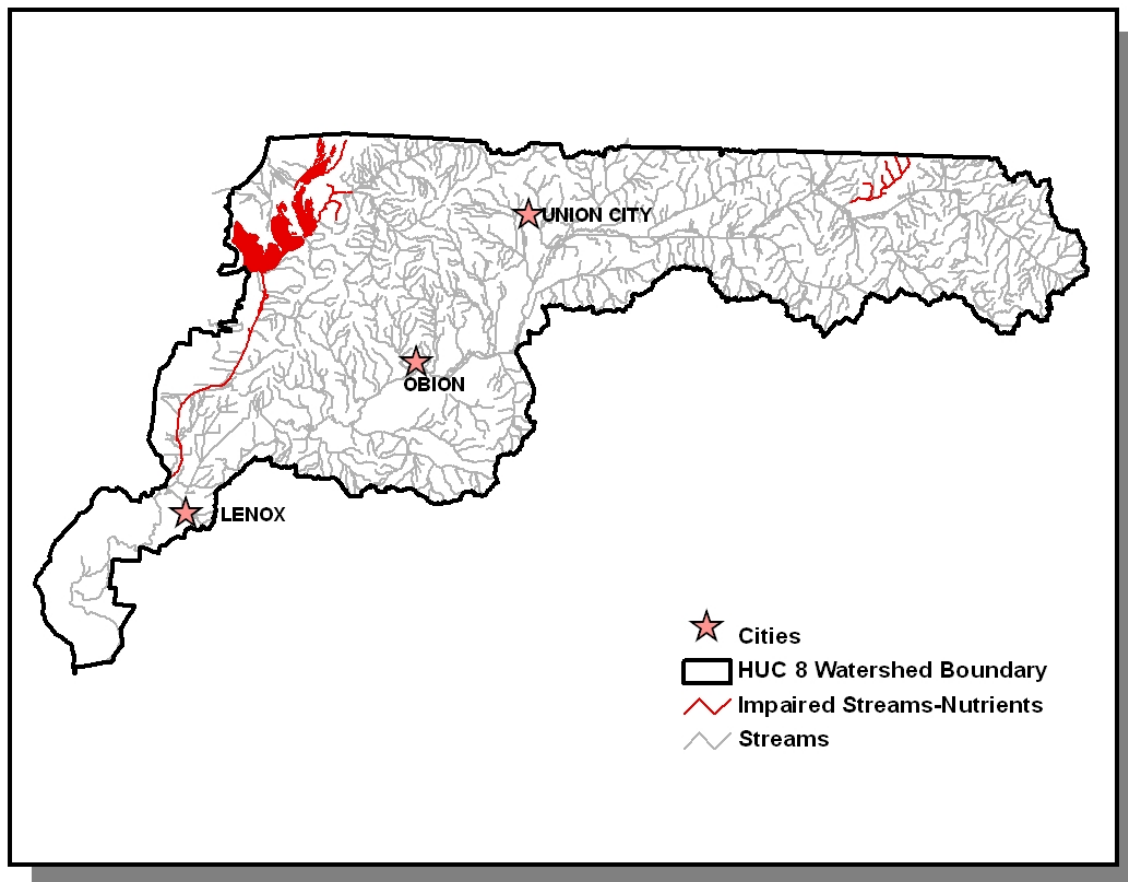 UNION CITY
OBION
LENOX
Cities
HUC 8 Watershed Boundary
Impaired Streams-Nutrients
Streams